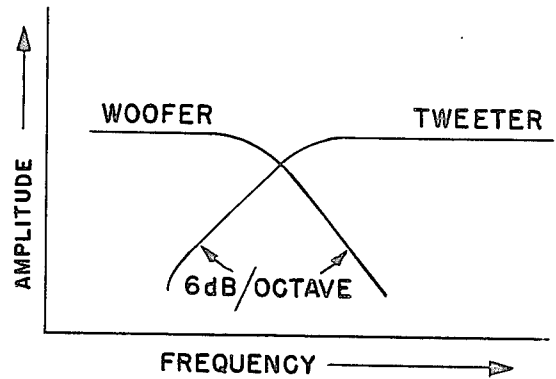 WOOFER
TWEETER
AMPLITUDE
6dB/OCTAVE
FREQUENCY